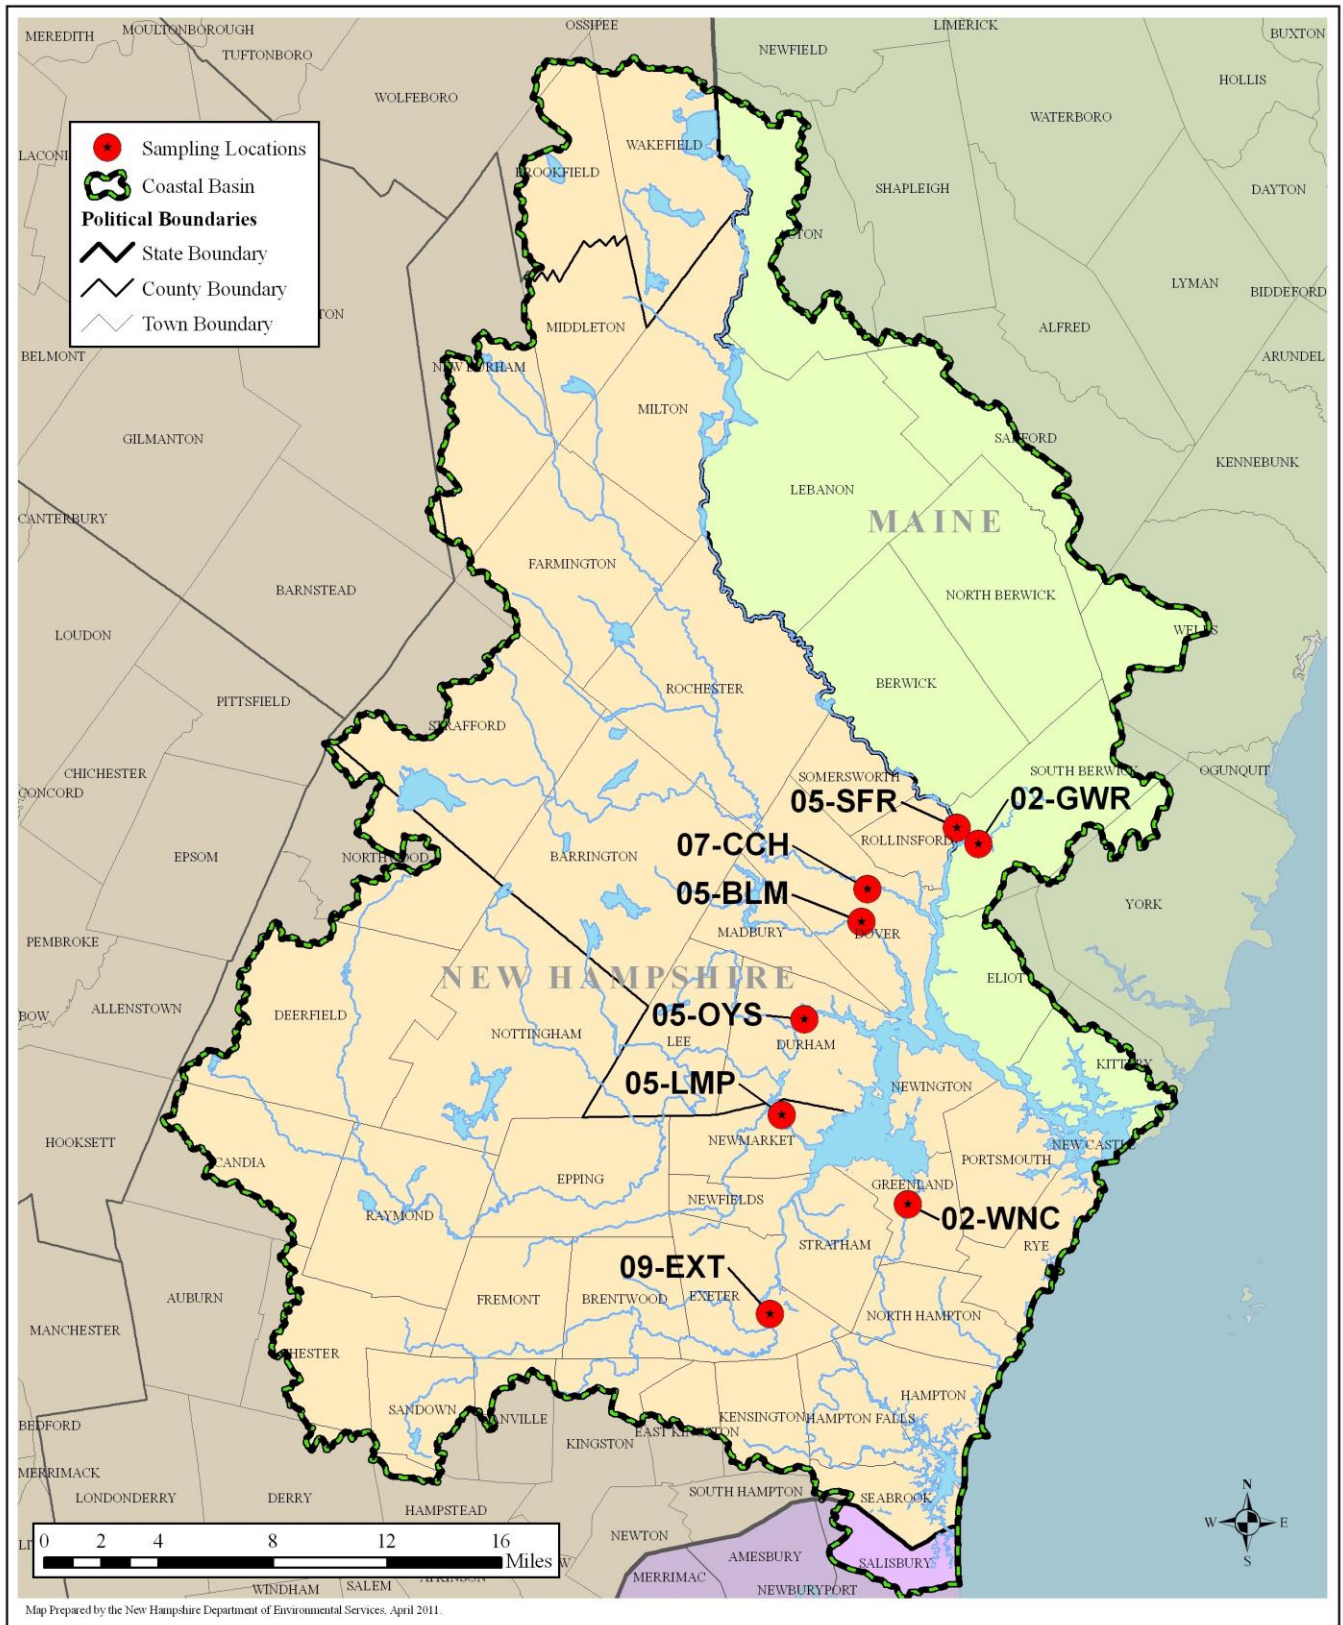 OSSIPEE
LIMERICK
MEREDITH
MOULTONBOROUGH
BUXTON
TUFTONBORO
NEWFIELD
HOLLIS
WOLFEBORO
WATERBORO
WAKEFIELD
Sampling Locations
LACONI
BROOKFIELD
Coastal Basin
SHAPLEIGH
DAYTON
Political Boundaries
ACTON
State Boundary
LYMAN
County Boundary
BIDDEFORD
TON
Town Boundary
MIDDLETON
ALFRED
BELMONT
NEW DURHAM
ARUNDEL
MILTON
GILMANTON
SANFORD
KENNEBUNK
LEBANON
CANTERBURY
MAINE
FARMINGTON
BARNSTEAD
NORTH BERWICK
LOUDON
WELLS
BERWICK
ROCHESTER
PITTSFIELD
STRAFFORD
CHICHESTER
SOUTH BERWICK
OGUNQUIT
SOMERSWORTH
CONCORD
05-SFR
02-GWR
ROLLINSFORD
07-CCH
EPSOM
NORTHWOOD
BARRINGTON
05-BLM
YORK
MADBURY
DOVER
PEMBROKE
NEW HAMPSHIRE
ELIOT
ALLENSTOWN
BOW
DEERFIELD
05-OYS
NOTTINGHAM
LEE
DURHAM
KITTERY
05-LMP
NEWINGTON
HOOKSETT
NEWMARKET
NEW CASTLE
CANDIA
PORTSMOUTH
EPPING
GREENLAND
NEWFIELDS
RAYMOND
02-WNC
STRATHAM
RYE
09-EXT
AUBURN
FREMONT
BRENTWOOD
EXETER
NORTH HAMPTON
MANCHESTER
CHESTER
HAMPTON
SANDOWN
DANVILLE
KENSINGTON
HAMPTON FALLS
BEDFORD
EAST KINGSTON
KINGSTON
MERRIMACK
LONDONDERRY
DERRY
SOUTH HAMPTON
SEABROOK
HAMPSTEAD
N
0 2 4 8 12 16
Miles
NEWTON
W E
S
AMESBURY
SALISBURY
MERRIMAC
WINDHAM
SALEM
ATKINSON
NEWBURYPORT
Map Prepared by the New Hampshire Department of Environmental Services, April 2011.